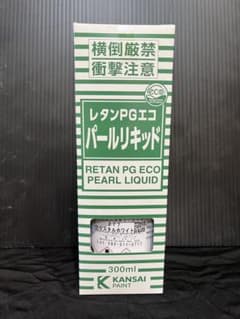 横倒厳禁
衝撃注意
レタンPGエコ
パールリキッド
RETAN PG ECO
PEARL LIQUID
300ml
KANSAI
PAINT